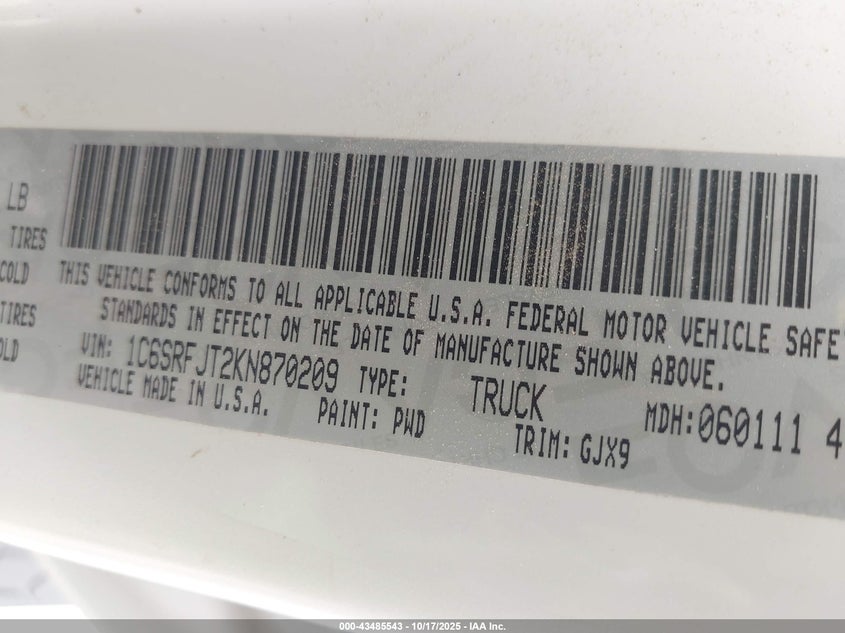 LB
TIRES
COLD
TIRES
OLD
THIS VEHICLE CONFORMS TO ALL APPLICABLE U.S.A. FEDERAL MOTOR VEHICLE SAFE
STANDARDS IN EFFECT ON THE DATE OF MANUFACTURE SHOWN ABOVE.
VIN: 1C6SRFJT2KN870209 TYPE: TRUCK MDH:060111 4
VEHICLE MADE IN U.S.A. PAINT: PWD TRIM: GJX9
000-43485543 - 10/17/2025 - IAA Inc.